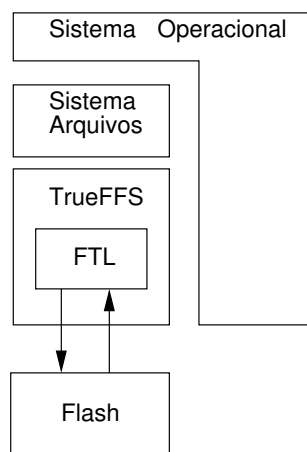 Sistema Operacional
Sistema
Arquivos
TrueFFS
FTL
Flash